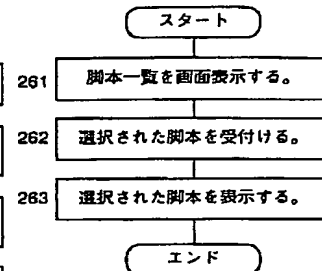 スタート
261 脚本一覧を画面表示する。
262 選択された脚本を受付ける。
263 選択された脚本を表示する。
エンド